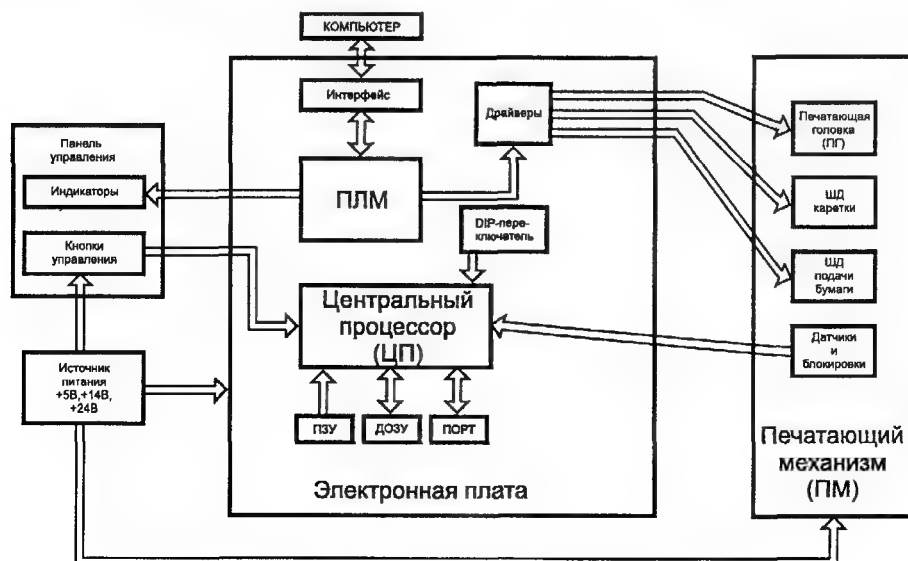 КОМПЬЮТЕР
Интерфейс
Драйверы
Печатающая
головка
(ПГ)
Панель
управления
Индикаторы
ПЛМ
ШД
каретки
DIP-пере-
ключатель
Кнопки
управления
ШД
подачи
бумаги
Центральный
процессор
(ЦП)
Датчики
и
блокировки
Источник
питания
+5В,+14В,
+24В
ПЗУ
ДОЗУ
ПОРТ
Печатающий
механизм
(ПМ)
Электронная плата